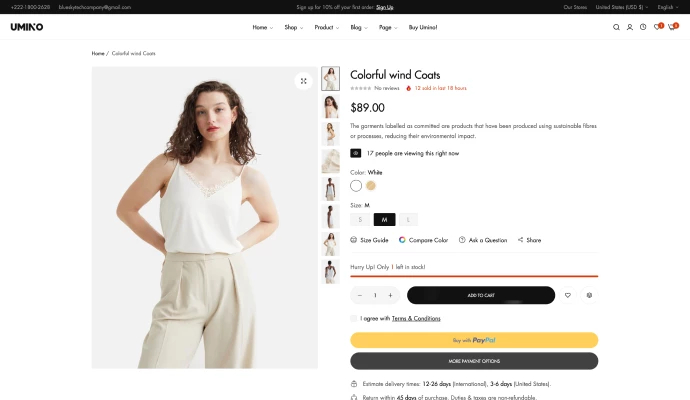 +222-1800-2628 blueskytechcompany@gmail.com Sign up for 10% off your first order: Sign Up Our Stores United States (USD $) English
UMINO Home Shop Product Blog Page Buy Umino!
Home / Colorful wind Coats
Colorful wind Coats
No reviews 12 sold in last 18 hours
$89.00
The garments labelled as committed are products that have been produced using sustainable fibres
or processes, reducing their environmental impact.
17 people are viewing this right now
Color: White
Size: M
S M L
Size Guide Compare Color Ask a Question Share
Hurry Up! Only 1 left in stock!
− 1 + ADD TO CART
I agree with Terms & Conditions
Buy with PayPal
MORE PAYMENT OPTIONS
Estimate delivery times: 12-26 days (International), 3-6 days (United States).
Return within 45 days of purchase. Duties & taxes are non-refundable.